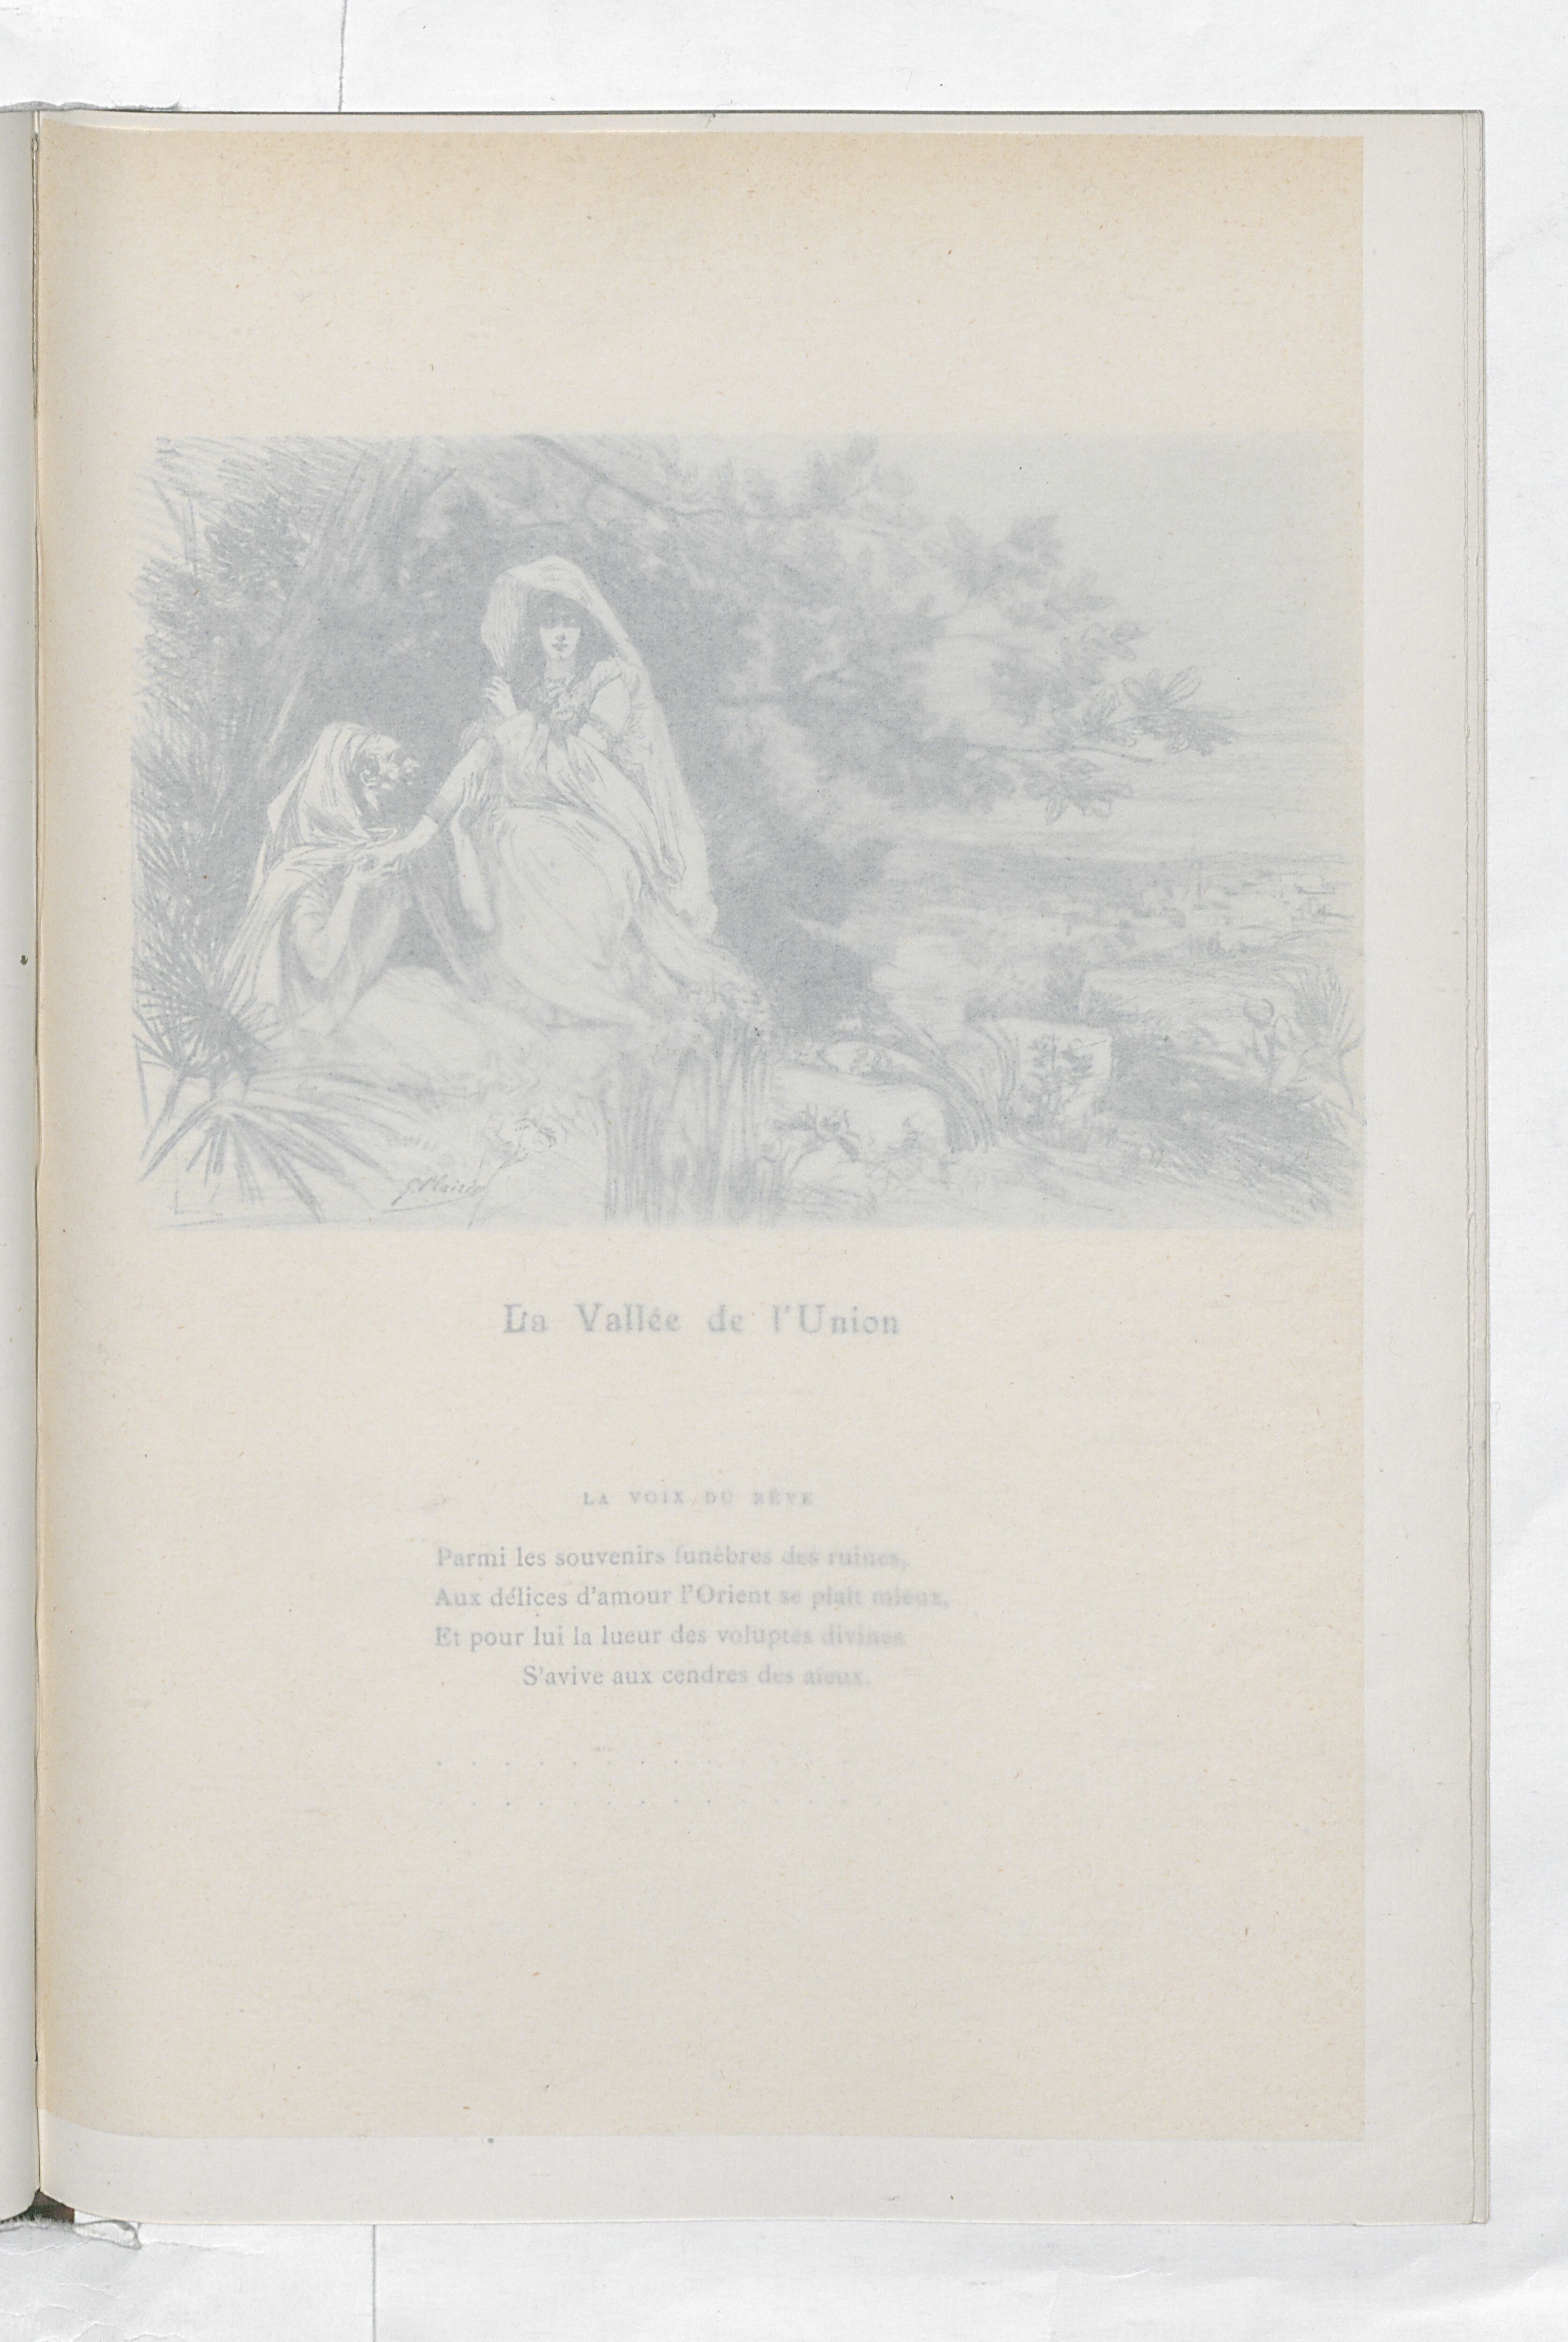 G. Clairin
La Vallée de l'Union
LA VOIX DU RÊVE
Parmi les souvenirs funèbres des ruines,
Aux délices d'amour l'Orient se plaît mieux,
Et pour lui la lueur des voluptés divines
S'avive aux cendres des aïeux.
. . . . . . . . . . . . . . . .
. . . . . . . . . . . . . . . .